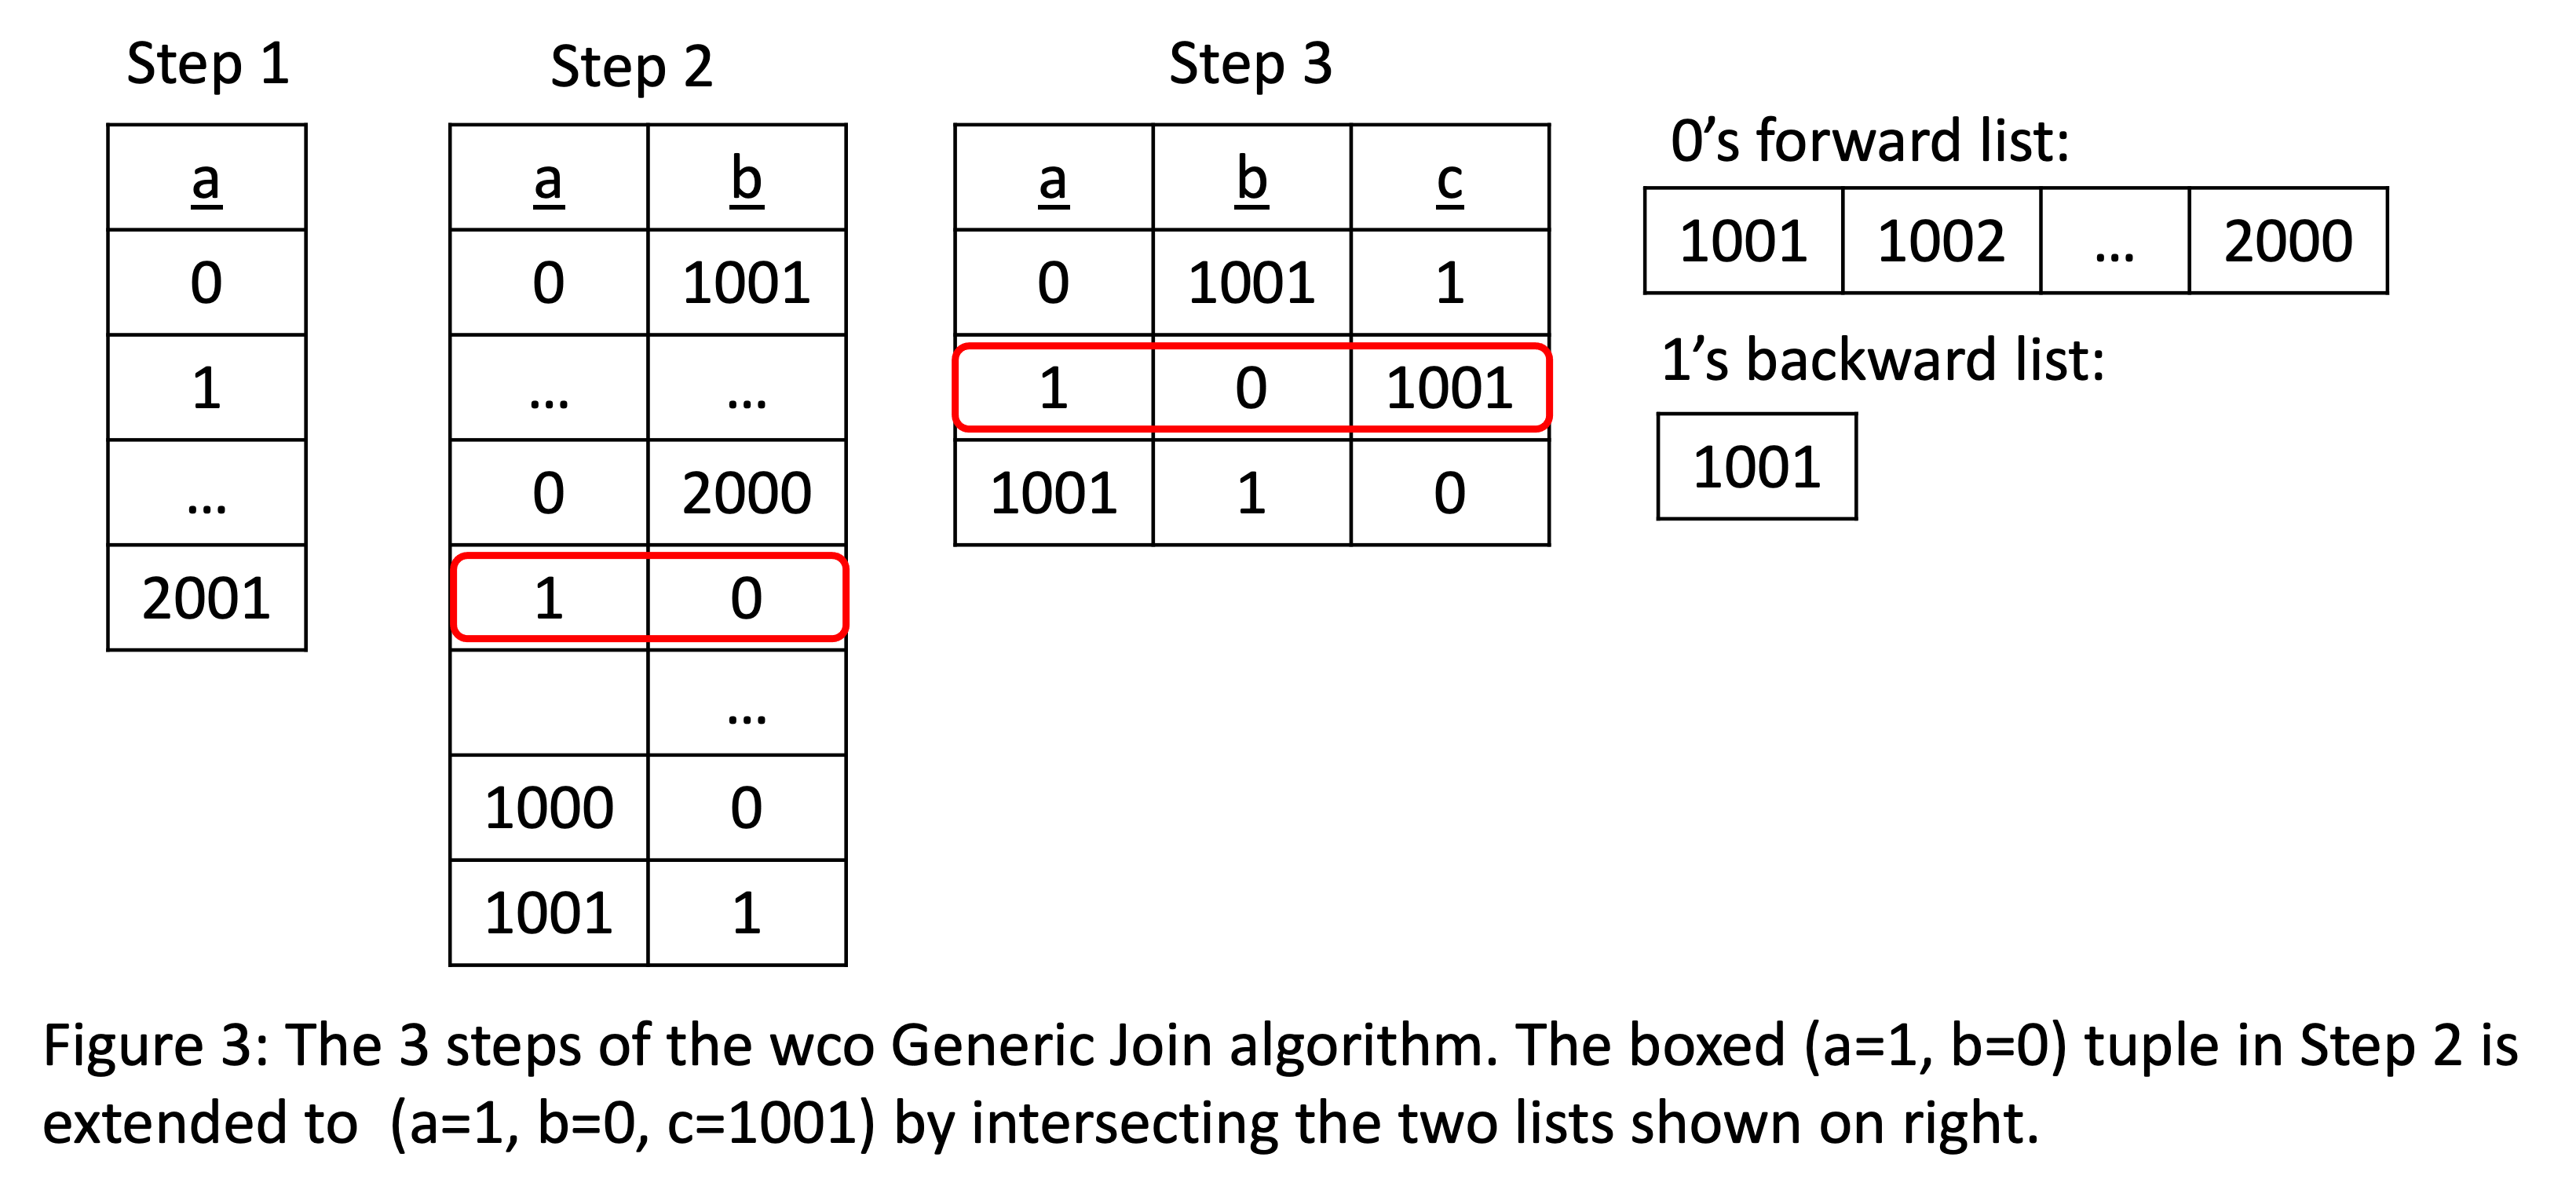 Step 1
a
0
1
...
2001
Step 2
a b
0 1001
... ...
0 2000
1 0
...
1000 0
1001 1
Step 3
a b c
0 1001 1
1 0 1001
1001 1 0
0’s forward list:
1001 1002 ... 2000
1’s backward list:
1001
Figure 3: The 3 steps of the wco Generic Join algorithm. The boxed (a=1, b=0) tuple in Step 2 is
extended to (a=1, b=0, c=1001) by intersecting the two lists shown on right.